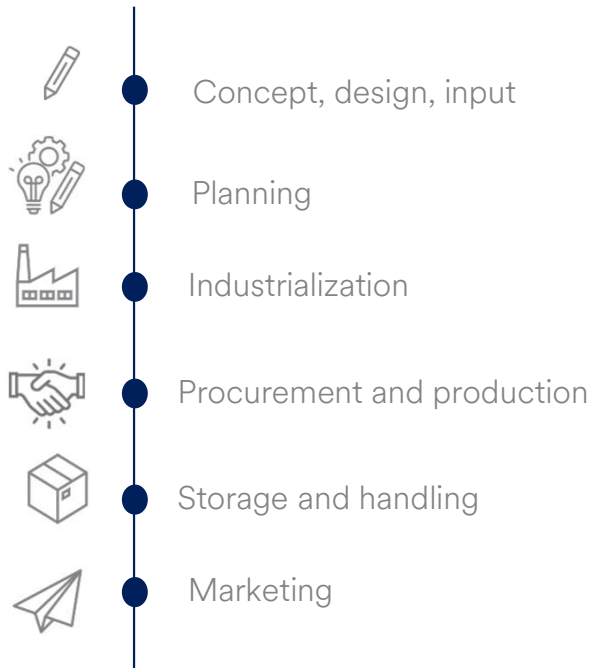 Concept, design, input
Planning
Industrialization
Procurement and production
Storage and handling
Marketing